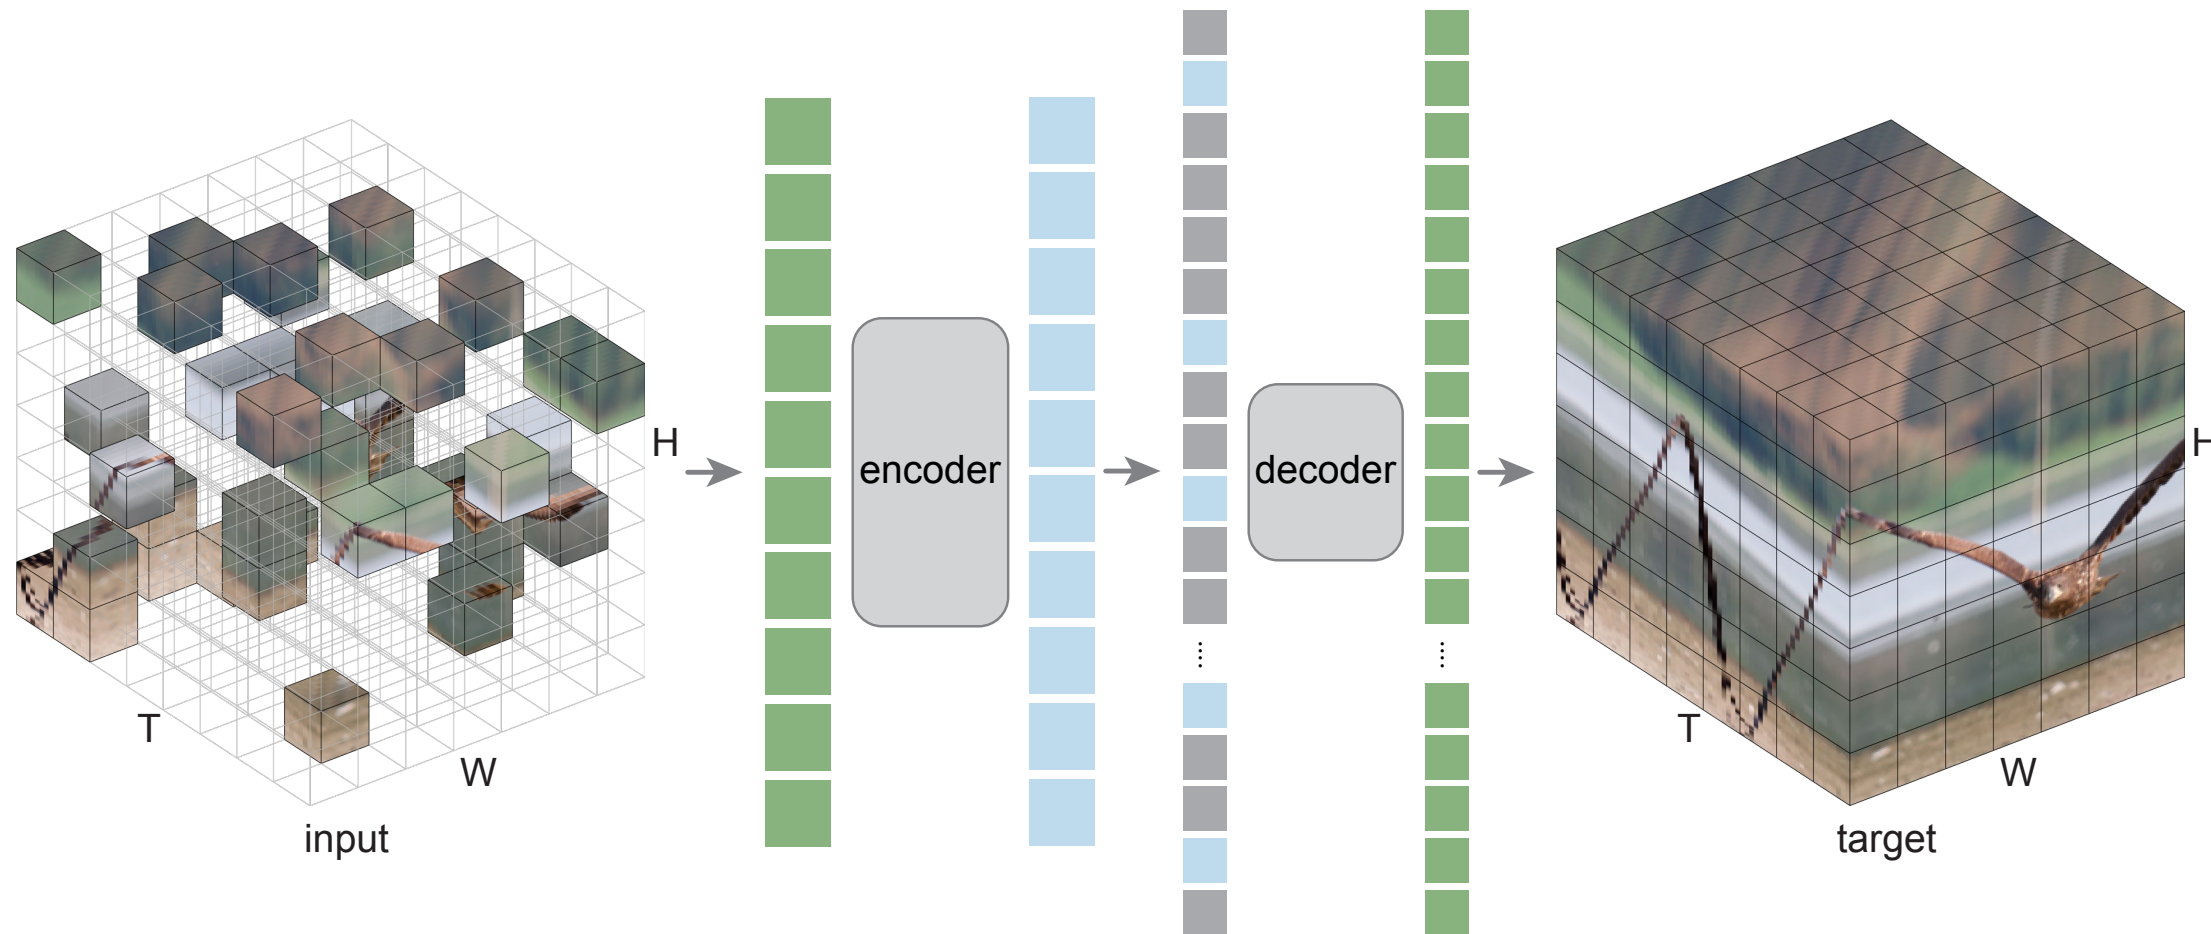 H
T
W
input
encoder
decoder
H
T
W
target